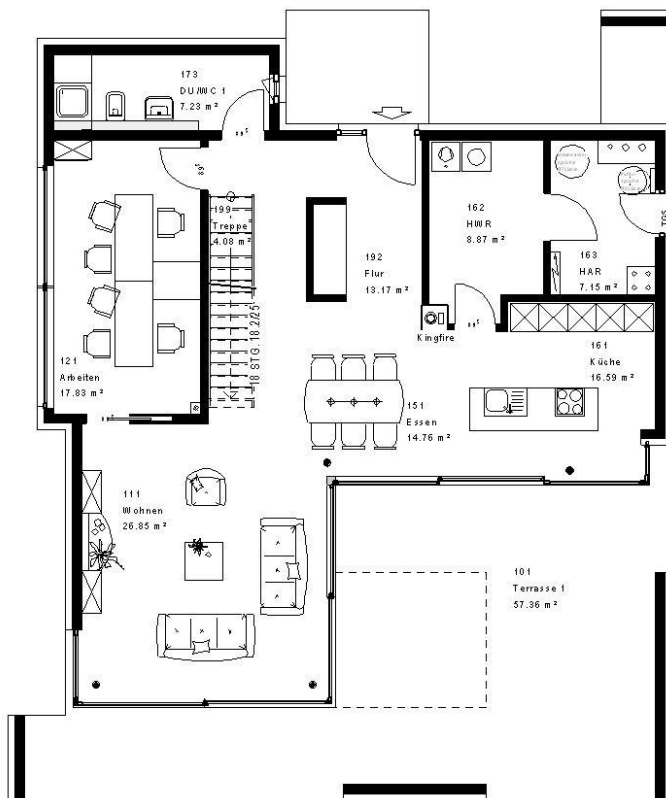 173
DU/WC 1
7.23 m²
199
Treppe
4.08 m²
162
HWR
8.87 m²
192
Flur
13.17 m²
163
HAR
7.15 m²
TGS
18 STG. 18.2/25
Kingfire
161
Küche
16.59 m²
121
Arbeiten
17.83 m²
151
Essen
14.76 m²
111
Wohnen
26.85 m²
101
Terrasse 1
57.36 m²